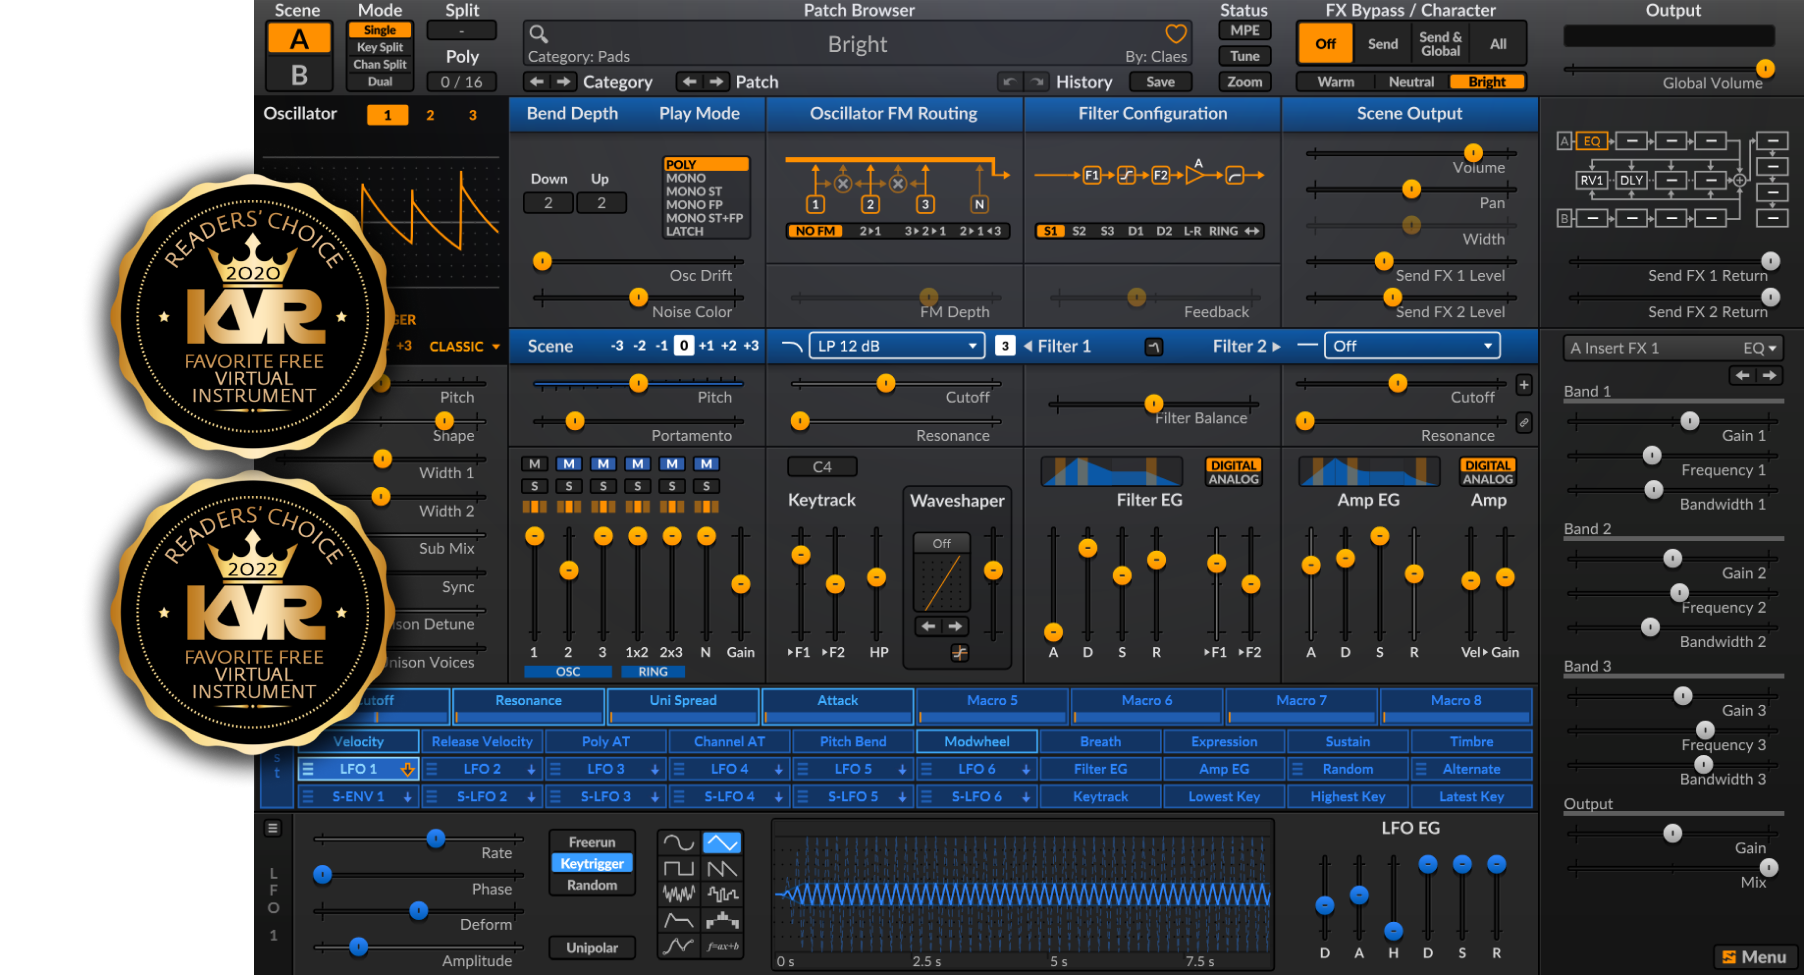 Scene
Mode
Split
Patch Browser
Status
FX Bypass / Character
Output
A
B
Single
Key Split
Chan Split
Dual
-
Poly
0 / 16
Category: Pads
Bright
By: Claes
MPE
Tune
Zoom
Off
Send
Send &
Global
All
Category
Patch
History
Save
Warm
Neutral
Bright
Global Volume
Oscillator
1
2
3
Bend Depth
Play Mode
Oscillator FM Routing
Filter Configuration
Scene Output
Down
Up
2
2
POLY
MONO
MONO ST
MONO FP
MONO ST+FP
LATCH
1
2
3
N
NO FM
2▸1
3▸2▸1
2▸1◂3
F1
F2
A
S1 S2 S3 D1 D2 L-R RING
Volume
Pan
Width
Send FX 1 Level
Send FX 2 Level
Osc Drift
Noise Color
FM Depth
Feedback
A
EQ
RV1
DLY
B
Send FX 1 Return
Send FX 2 Return
READERS' CHOICE
2020
KVR
FAVORITE FREE
VIRTUAL
INSTRUMENT
READERS' CHOICE
2022
KVR
FAVORITE FREE
VIRTUAL
INSTRUMENT
GER
+3
CLASSIC
Pitch
Shape
Width 1
Width 2
Sub Mix
Sync
ison Detune
nison Voices
Scene
-3 -2 -1 0 +1 +2 +3
LP 12 dB
3
Filter 1
Filter 2
Off
Pitch
Portamento
Cutoff
Resonance
Filter Balance
Cutoff
Resonance
+
M M M M M M
S S S S S S
1 2 3 1x2 2x3 N Gain
OSC
RING
C4
Keytrack
F1 F2 HP
Waveshaper
Off
DIGITAL
ANALOG
Filter EG
A D S R F1 F2
DIGITAL
ANALOG
Amp EG
Amp
A D S R Vel Gain
A Insert FX 1
EQ
Band 1
Gain 1
Frequency 1
Bandwidth 1
Band 2
Gain 2
Frequency 2
Bandwidth 2
Band 3
Gain 3
Frequency 3
Bandwidth 3
Output
Gain
Mix
utoff
Resonance
Uni Spread
Attack
Macro 5
Macro 6
Macro 7
Macro 8
Velocity
Release Velocity
Poly AT
Channel AT
Pitch Bend
Modwheel
Breath
Expression
Sustain
Timbre
s
t
LFO 1
LFO 2
LFO 3
LFO 4
LFO 5
LFO 6
Filter EG
Amp EG
Random
Alternate
S-ENV 1
S-LFO 2
S-LFO 3
S-LFO 4
S-LFO 5
S-LFO 6
Keytrack
Lowest Key
Highest Key
Latest Key
LFO 1
Rate
Phase
Deform
Amplitude
Freerun
Keytrigger
Random
Unipolar
f=ax+b
0 s
2.5 s
5 s
7.5 s
LFO EG
D A H D S R
Menu